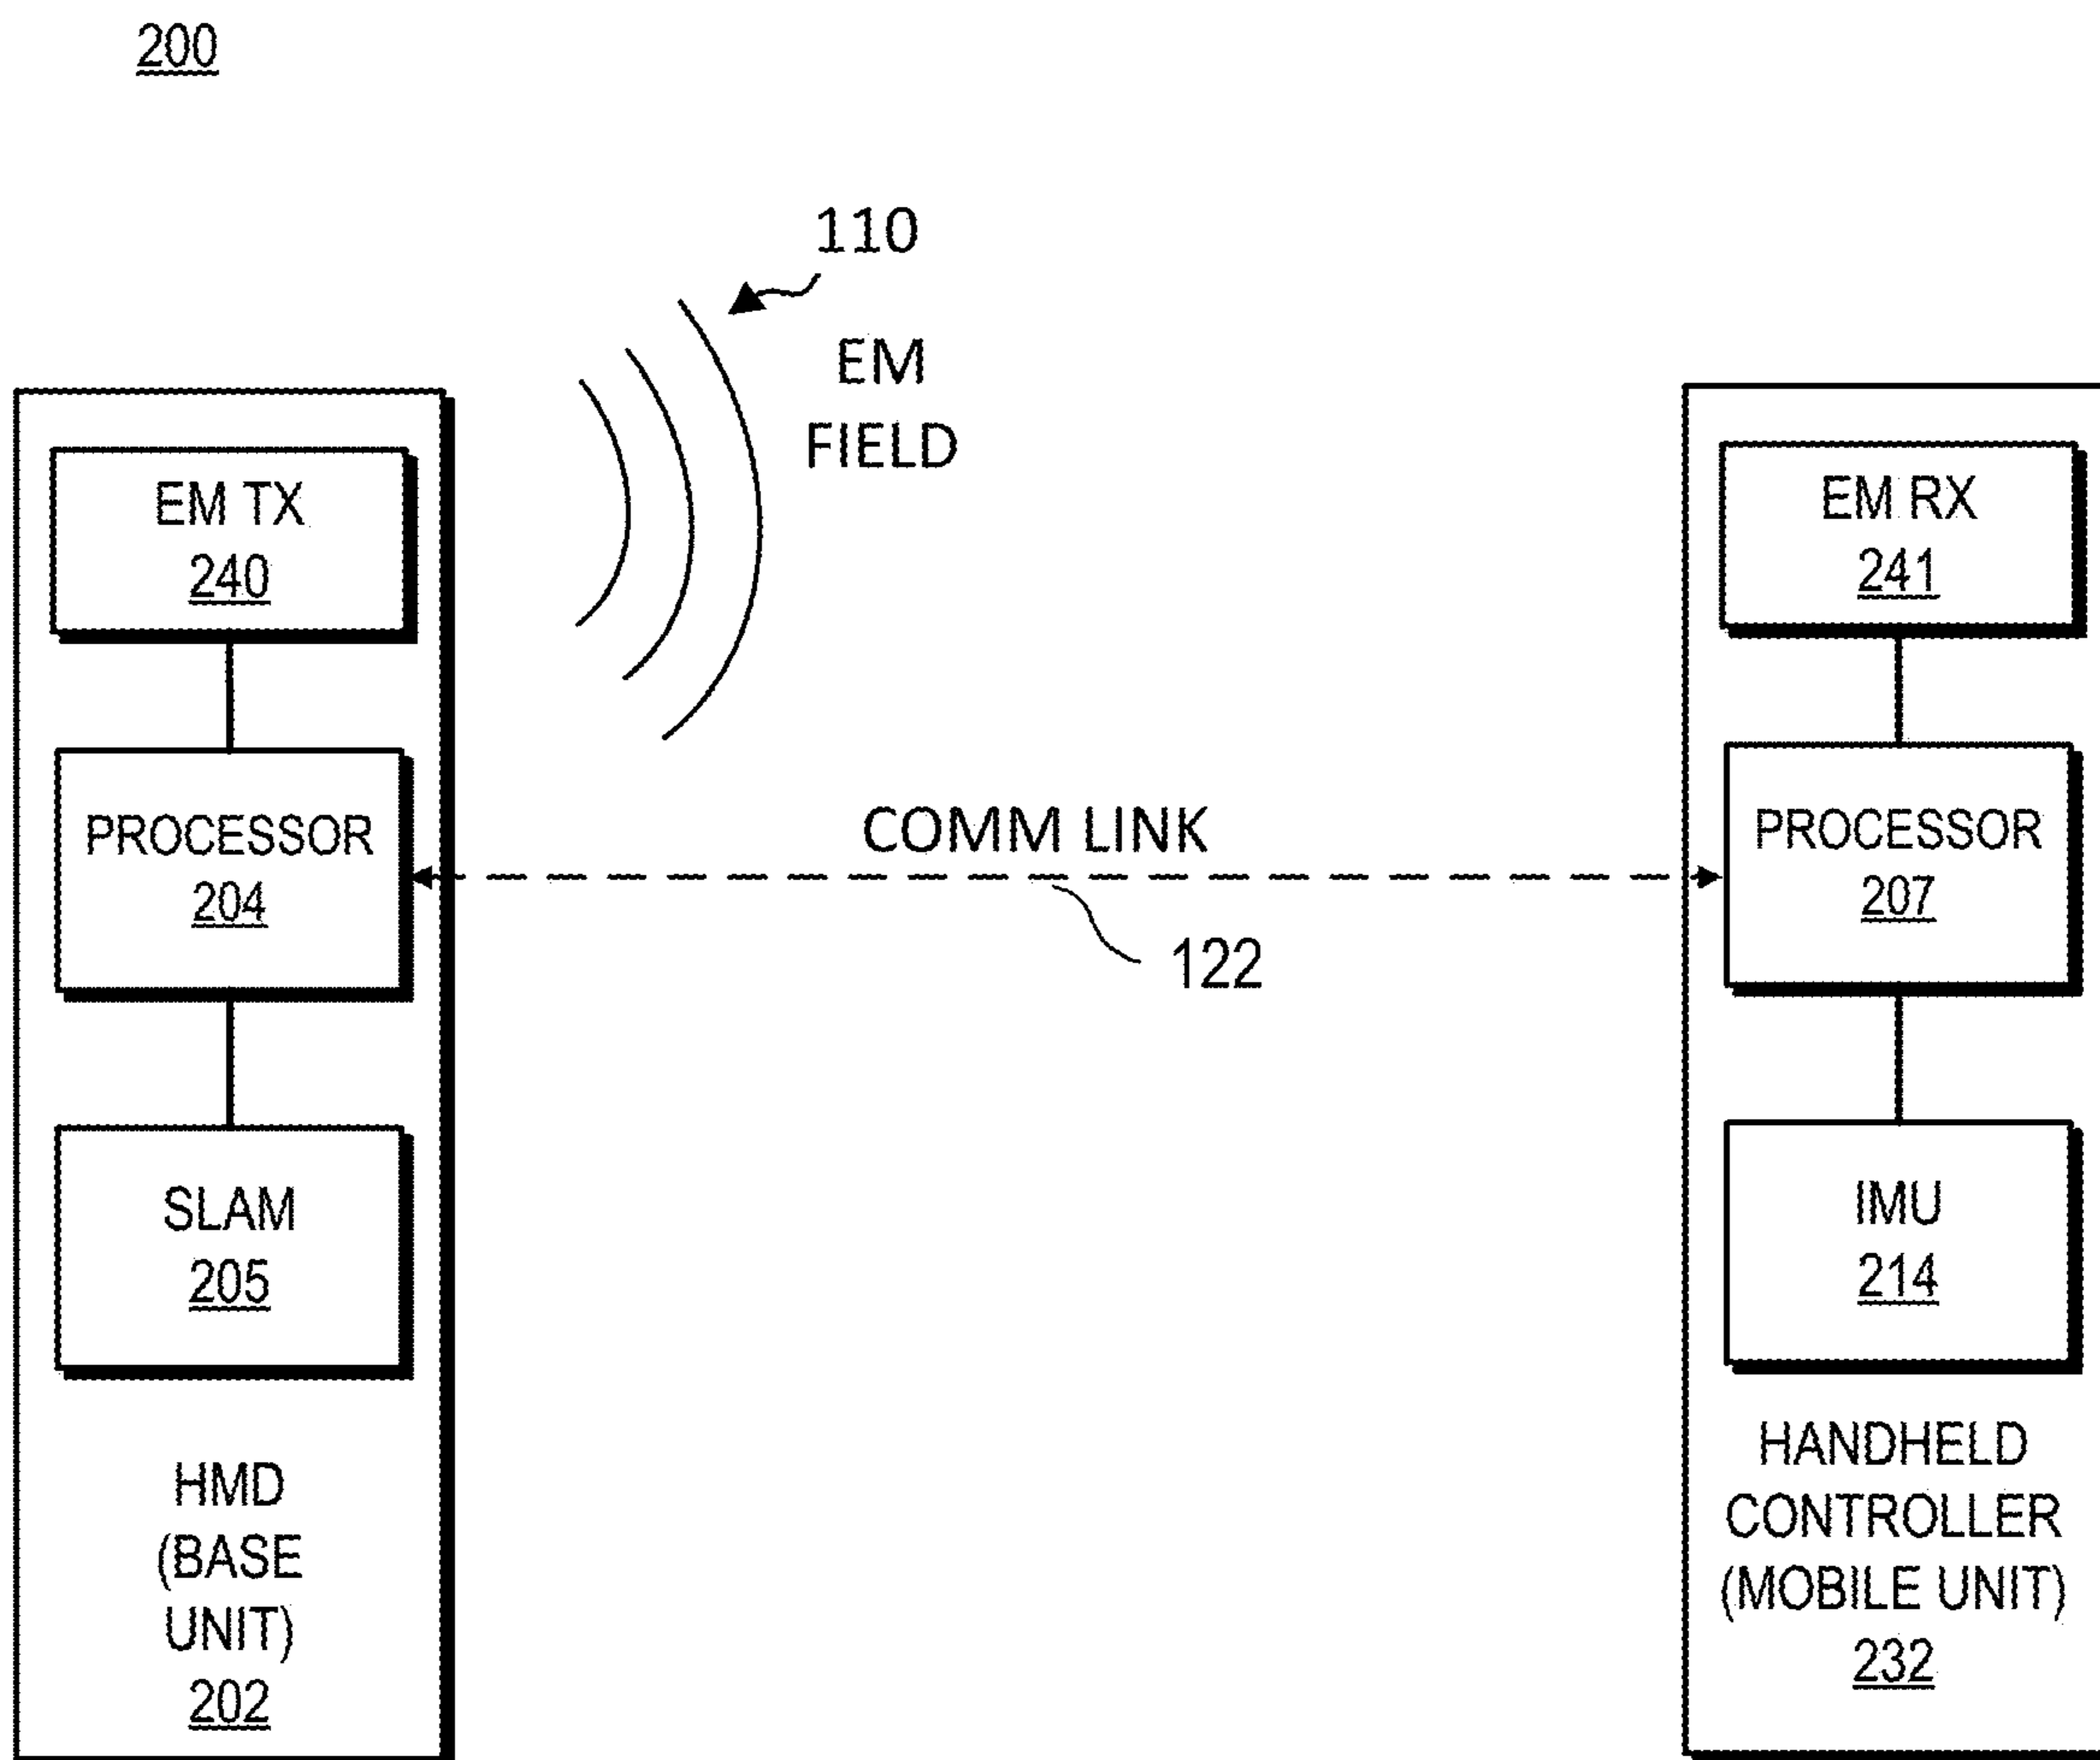 200
110
EM
FIELD
EM TX
240
PROCESSOR
204
SLAM
205
HMD
(BASE
UNIT)
202
COMM LINK
122
EM RX
241
PROCESSOR
207
IMU
214
HANDHELD
CONTROLLER
(MOBILE UNIT)
232